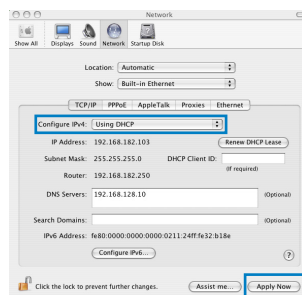 Network
Show All Displays Sound Network Startup Disk
Location: Automatic
Show: Built-in Ethernet
TCP/IP PPPoE AppleTalk Proxies Ethernet
Configure IPv4: Using DHCP
IP Address: 192.168.182.103 Renew DHCP Lease
Subnet Mask: 255.255.255.0 DHCP Client ID:
(If required)
Router: 192.168.182.250
DNS Servers: 192.168.128.10 (Optional)
Search Domains: (Optional)
IPv6 Address: fe80:0000:0000:0000:0211:24ff:fe32:b18e
Configure IPv6...
?
Click the lock to prevent further changes. Assist me... Apply Now